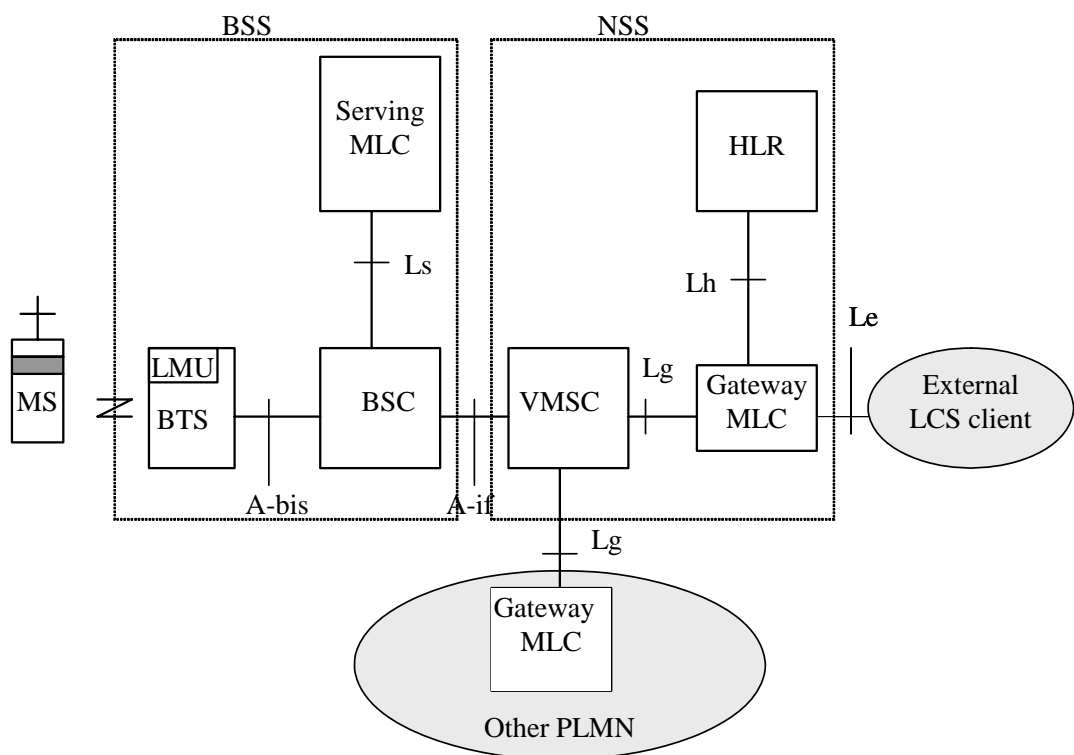 BSS
NSS
Serving
MLC
HLR
Ls
Lh
Le
MS
LMU
BTS
BSC
VMSC
Lg
Gateway
MLC
External
LCS client
A-bis
A-if
Lg
Gateway
MLC
Other PLMN